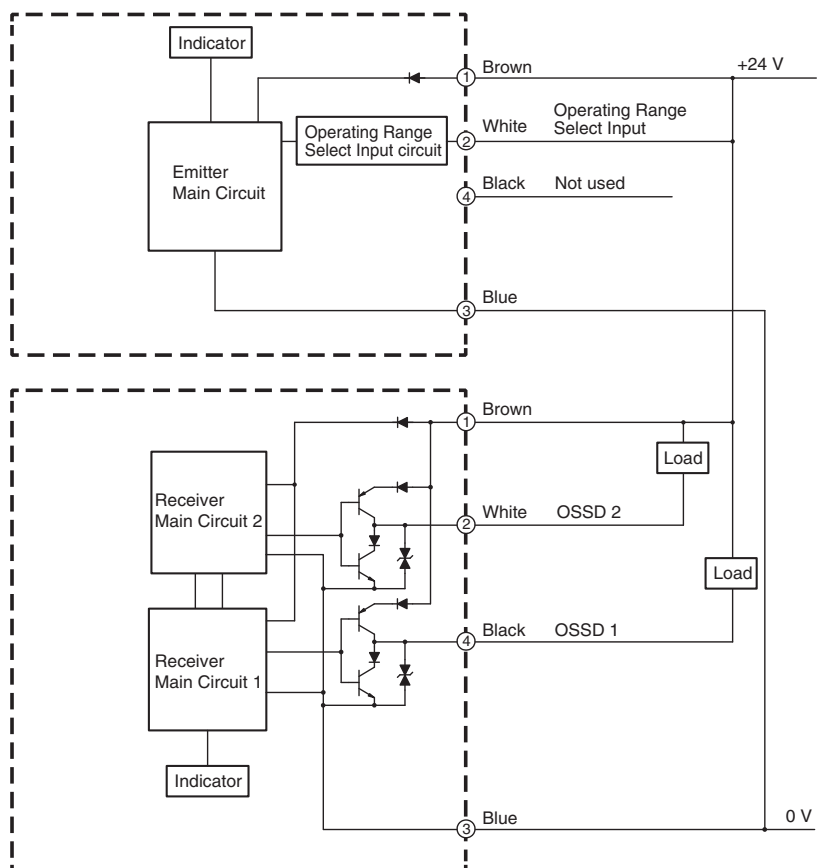 Indicator
① Brown
+24 V
Operating Range
Select Input circuit
② White
Operating Range
Select Input
Emitter
Main Circuit
④ Black
Not used
③ Blue
① Brown
Load
Receiver
Main Circuit 2
② White
OSSD 2
Load
④ Black
OSSD 1
Receiver
Main Circuit 1
Indicator
③ Blue
0 V